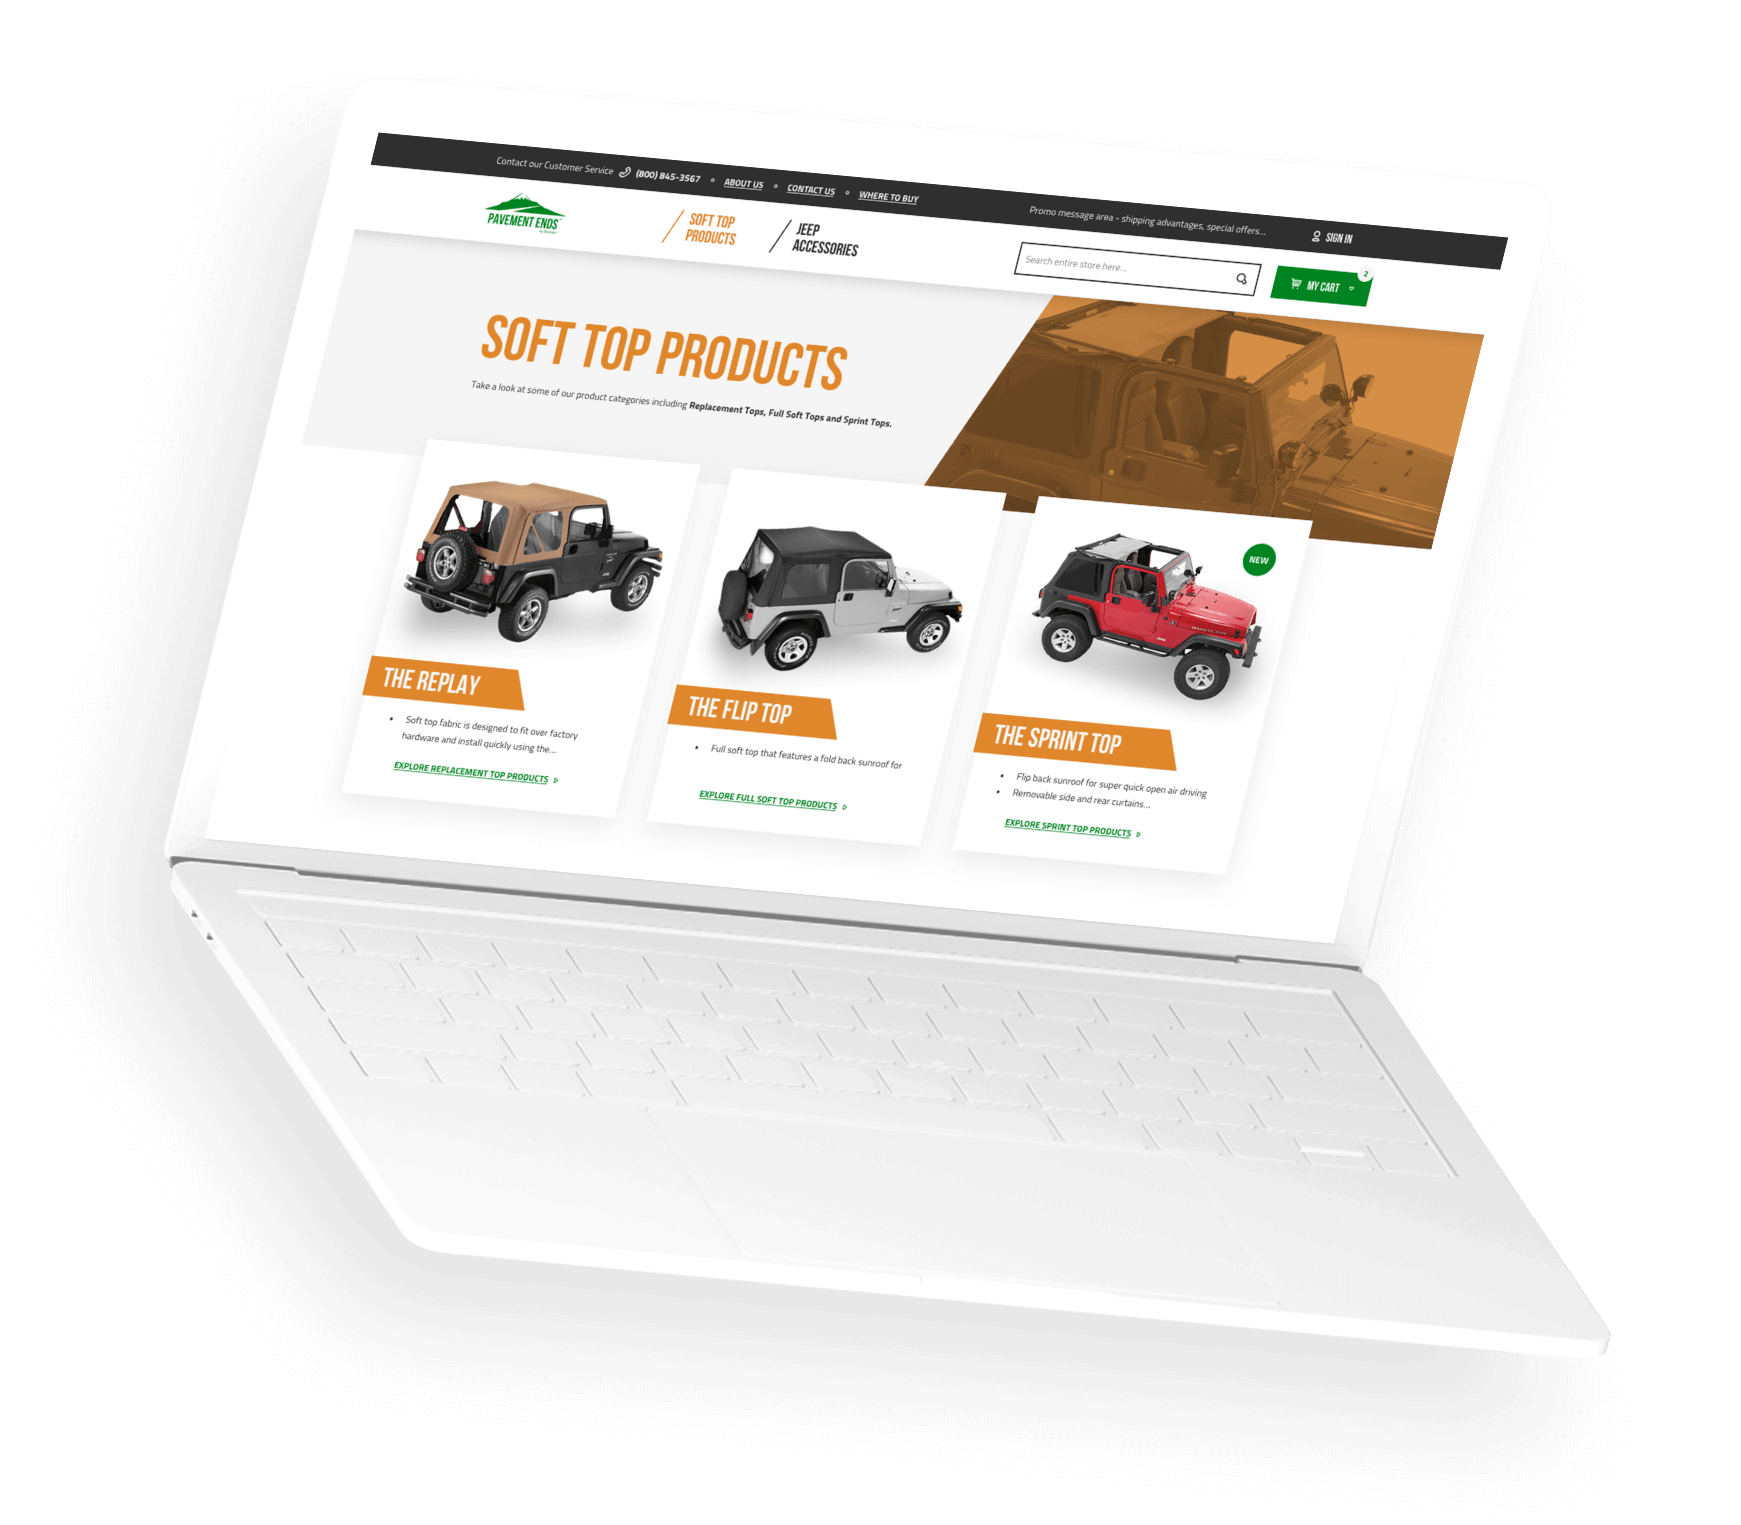 Contact our Customer Service (800) 845-3567 ABOUT US CONTACT US WHERE TO BUY
Promo message area - shipping advantages, special offers...
SIGN IN
PAVEMENT ENDS
SOFT TOP
PRODUCTS
JEEP
ACCESSORIES
Search entire store here...
MY CART
2
SOFT TOP PRODUCTS
Take a look at some of our product categories including Replacement Tops, Full Soft Tops and Sprint Tops.
THE REPLAY
• Soft top fabric is designed to fit over factory
hardware and install quickly using the...
EXPLORE REPLACEMENT TOP PRODUCTS
THE FLIP TOP
• Full soft top that features a fold back sunroof for
EXPLORE FULL SOFT TOP PRODUCTS
NEW
THE SPRINT TOP
• Flip back sunroof for super quick open air driving
• Removable side and rear curtains...
EXPLORE SPRINT TOP PRODUCTS